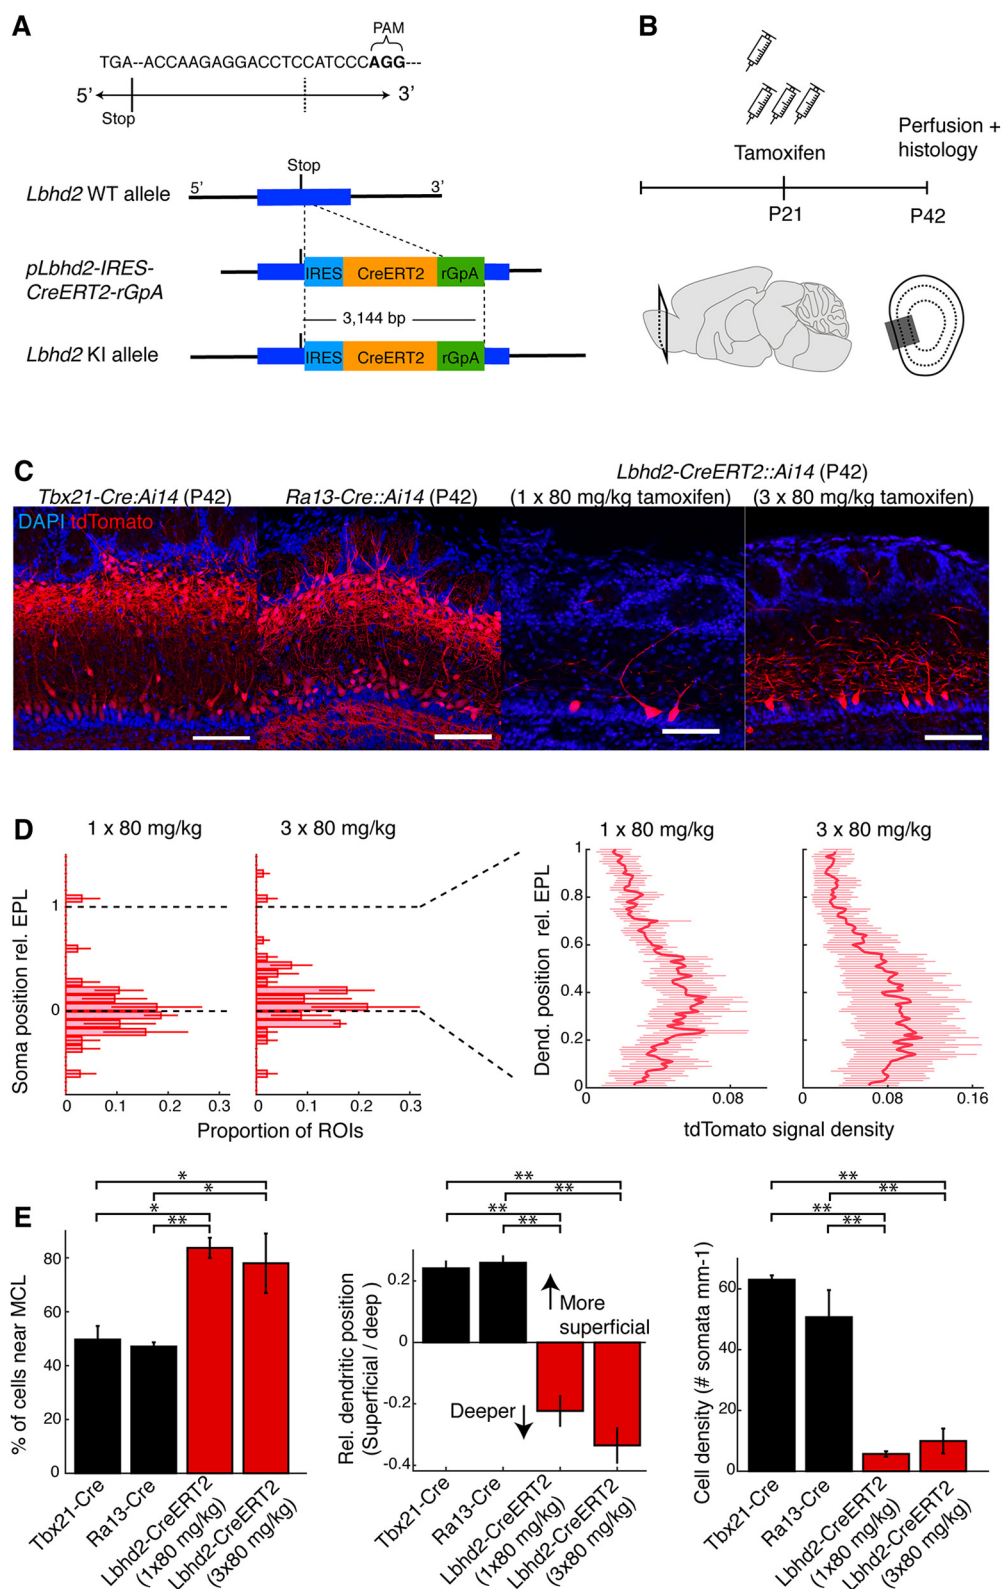 A
PAM
TGA--ACCAAGAGGACCTCCATCCCAGG---
5’
3’
Stop
Stop
Lbhd2 WT allele
5’
3’
pLbhd2-IRES-
CreERT2-rGpA
IRES
CreERT2
rGpA
3,144 bp
Lbhd2 KI allele
IRES
CreERT2
rGpA
B
Tamoxifen
Perfusion +
histology
P21
P42
C
Lbhd2-CreERT2::Ai14 (P42)
Tbx21-Cre:Ai14 (P42)
Ra13-Cre::Ai14 (P42)
(1 x 80 mg/kg tamoxifen)
(3 x 80 mg/kg tamoxifen)
DAPI tdTomato
D
1 x 80 mg/kg
3 x 80 mg/kg
Soma position rel. EPL
1
0
0 0.1 0.2 0.3
0 0.1 0.2 0.3
Proportion of ROIs
1 x 80 mg/kg
3 x 80 mg/kg
Dend. position rel. EPL
1
0.8
0.6
0.4
0.2
0
0 0.08
0 0.08 0.16
tdTomato signal density
E
*
*
*
**
% of cells near MCL
80
60
40
20
0
Tbx21-Cre
Ra13-Cre
Lbhd2-CreERT2
(1x80 mg/kg)
Lbhd2-CreERT2
(3x80 mg/kg)
**
**
**
**
Rel. dendritic position
(Superficial / deep )
0.2
0
-0.2
-0.4
More
superficial
Deeper
Tbx21-Cre
Ra13-Cre
Lbhd2-CreERT2
(1x80 mg/kg)
Lbhd2-CreERT2
(3x80 mg/kg)
**
**
**
**
Cell density (# somata mm-1)
60
40
20
0
Tbx21-Cre
Ra13-Cre
Lbhd2-CreERT2
(1x80 mg/kg)
Lbhd2-CreERT2
(3x80 mg/kg)